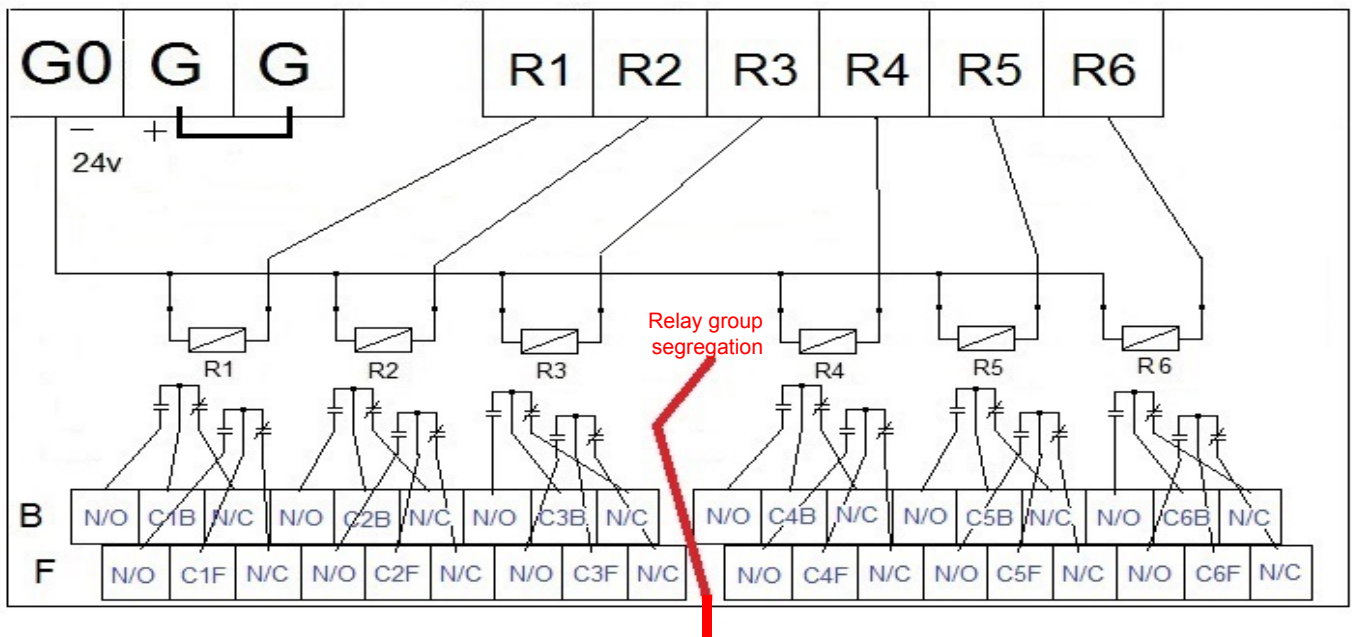 G0 G G R1 R2 R3 R4 R5 R6
− +
24v
Relay group
segregation
R1 R2 R3 R4 R5 R6
B N/O C1B N/C N/O C2B N/C N/O C3B N/C N/O C4B N/C N/O C5B N/C N/O C6B N/C
F N/O C1F N/C N/O C2F N/C N/O C3F N/C N/O C4F N/C N/O C5F N/C N/O C6F N/C